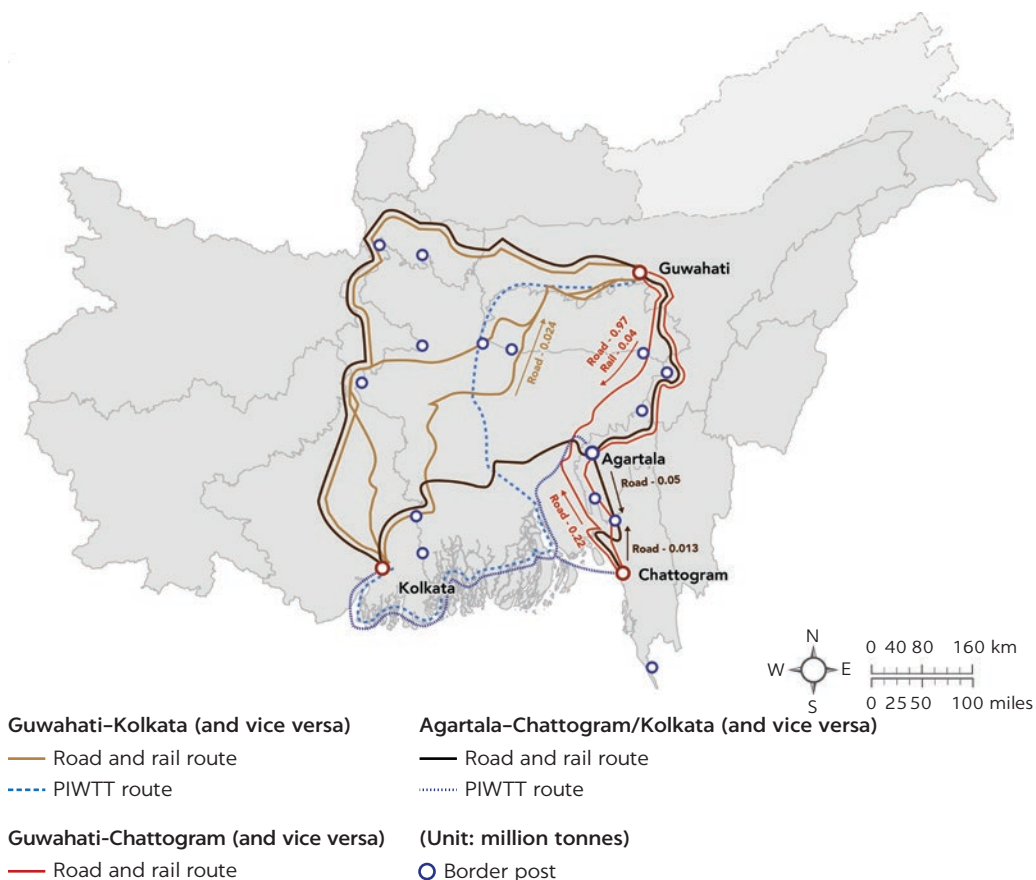 Guwahati
Road - 0.97
Rail - 0.04
Road - 0.024
Agartala
Road - 0.05
Road - 0.22
Road - 0.013
Chattogram
Kolkata
N
W E
S
0 40 80 160 km
0 25 50 100 miles
Guwahati–Kolkata (and vice versa)
Road and rail route
PIWTT route
Guwahati–Chattogram (and vice versa)
Road and rail route
Agartala–Chattogram/Kolkata (and vice versa)
Road and rail route
PIWTT route
(Unit: million tonnes)
Border post